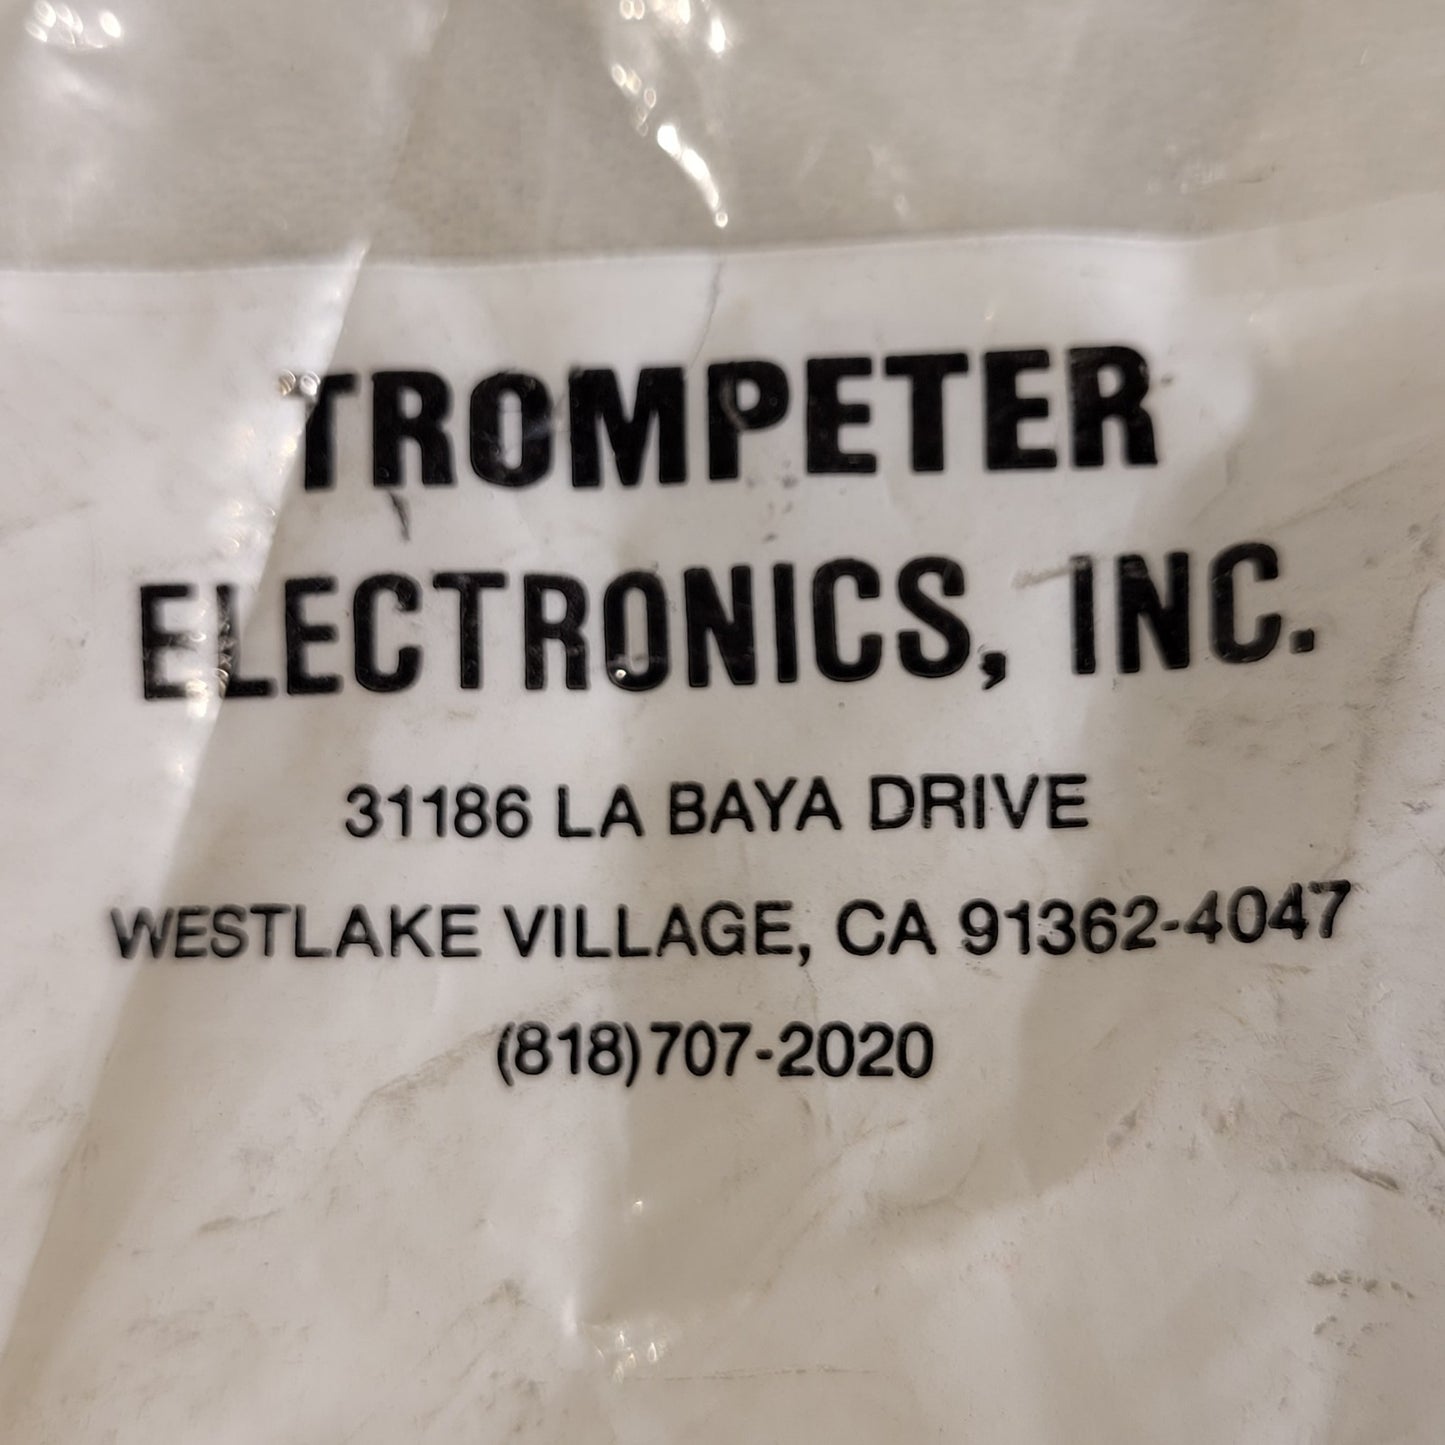 TROMPETER
ELECTRONICS, INC.
31186 LA BAYA DRIVE
WESTLAKE VILLAGE, CA 91362-4047
(818)707-2020